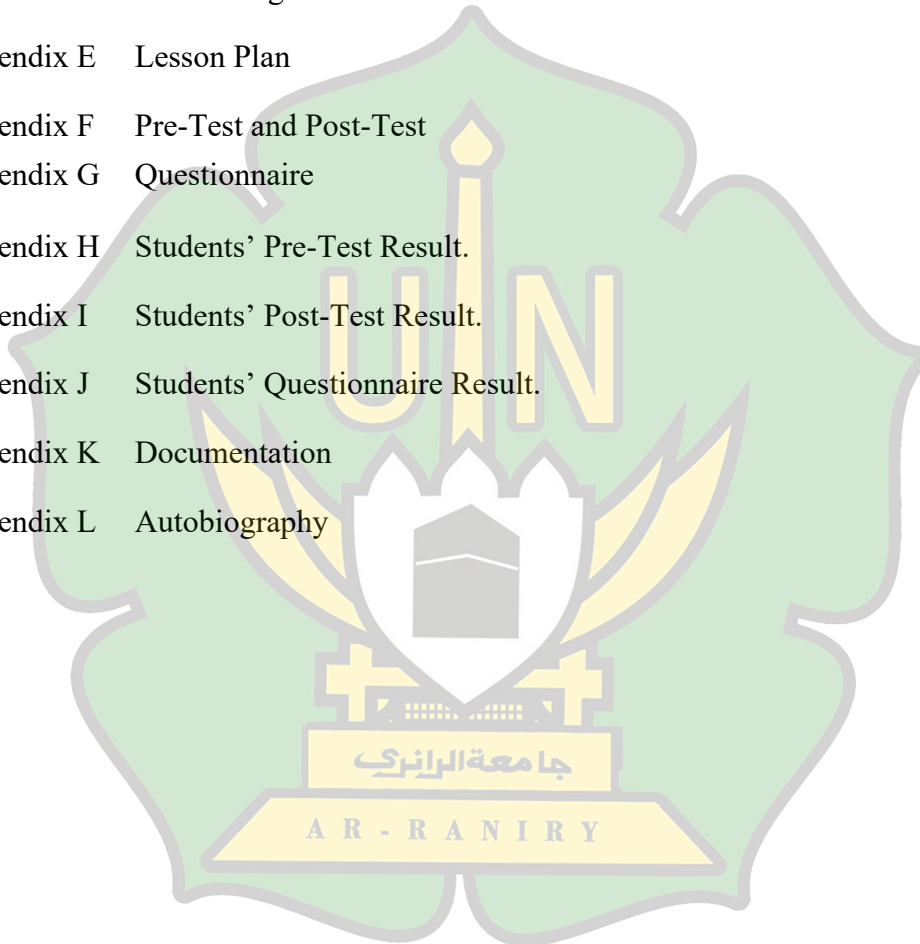 endix E Lesson Plan
endix F Pre-Test and Post-Test
endix G Questionnaire
endix H Students’ Pre-Test Result.
endix I Students’ Post-Test Result.
endix J Students’ Questionnaire Result.
endix K Documentation
endix L Autobiography
UIN
جامعة الرانري
AR-RANIRY